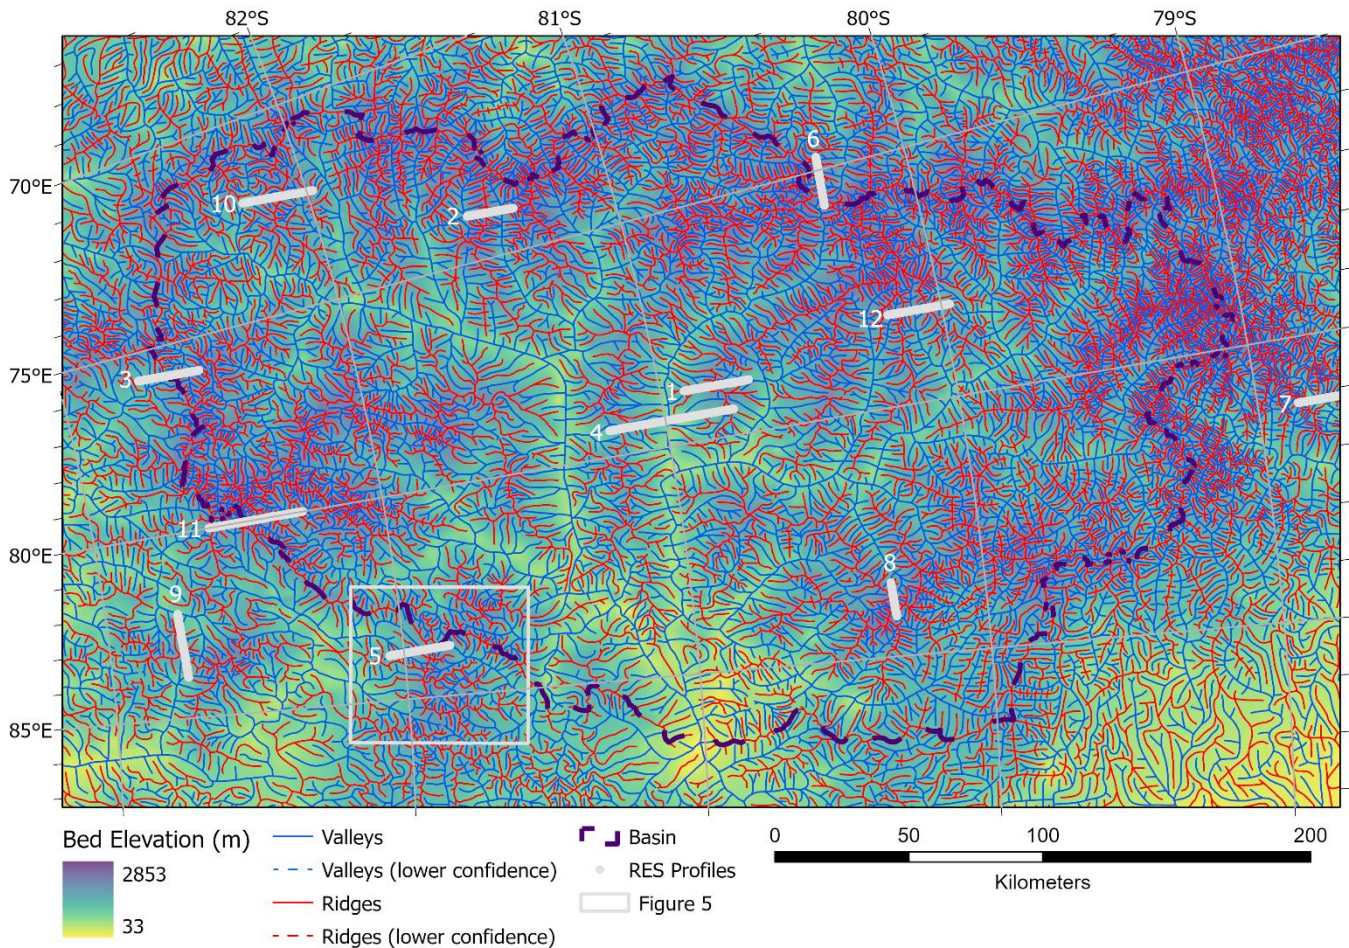 82°S 81°S 80°S 79°S
6
70°E
10
2
12
75°E
3
1
7
4
11
80°E
8
9
5
85°E
Bed Elevation (m)
2853
33
Valleys
Valleys (lower confidence)
Ridges
Ridges (lower confidence)
Basin
RES Profiles
Figure 5
0 50 100 200
Kilometers